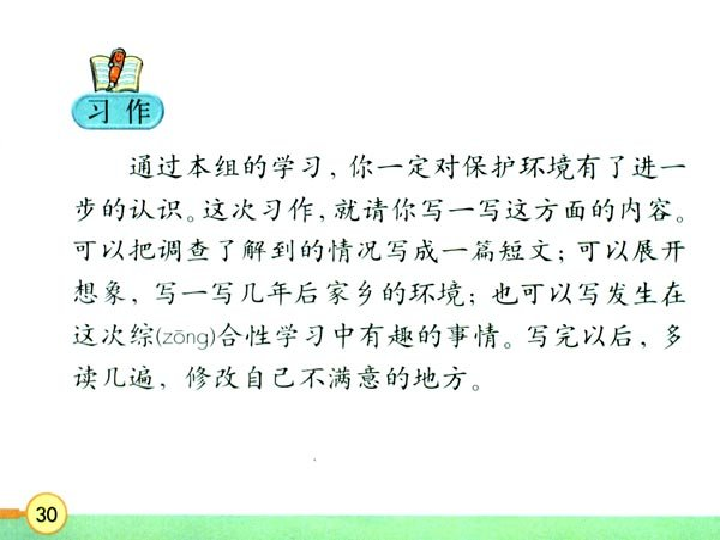 习作
通过本组的学习，你一定对保护环境有了进一
步的认识。这次习作，就请你写一写这方面的内容。
可以把调查了解到的情况写成一篇短文；可以展开
想象，写一写几年后家乡的环境；也可以写发生在
这次综(zōng)合性学习中有趣的事情。写完以后，多
读几遍，修改自己不满意的地方。
30